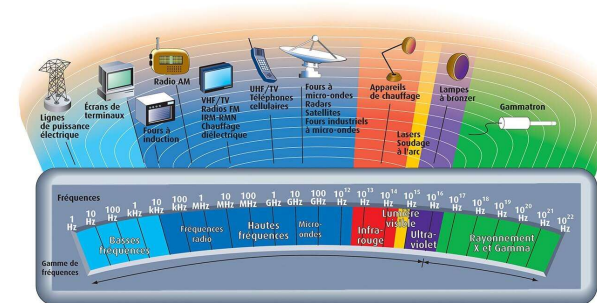 Lignes
de puissance
électrique
Écrans de
terminaux
Fours à
induction
Radio AM
VHF/TV
Radios FM
IRM-RMN
Chauffage
diélectrique
UHF/TV
Téléphones
cellulaires
Fours à
micro-ondes
Radars
Satellites
Fours industriels
à micro-ondes
Appareils
de chauffage
Lasers
Soudage
à l'arc
Lampes
à bronzer
Gammatron
Fréquences
1
Hz
10
Hz
100
Hz
1
kHz
10
kHz
100
kHz
1
MHz
10
MHz
100
MHz
1
GHz
10
GHz
100
GHz
10¹²
Hz
10¹³
Hz
10¹⁴
Hz
10¹⁵
Hz
10¹⁶
Hz
10¹⁷
Hz
10¹⁸
Hz
10¹⁹
Hz
10²⁰
Hz
10²¹
Hz
10²²
Hz
Basses
fréquences
Fréquences
radio
Hautes
fréquences
Micro-
ondes
Infra-
rouge
Lumière
visible
Ultra-
violet
Rayonnement
X et Gamma
Gamme de
fréquences